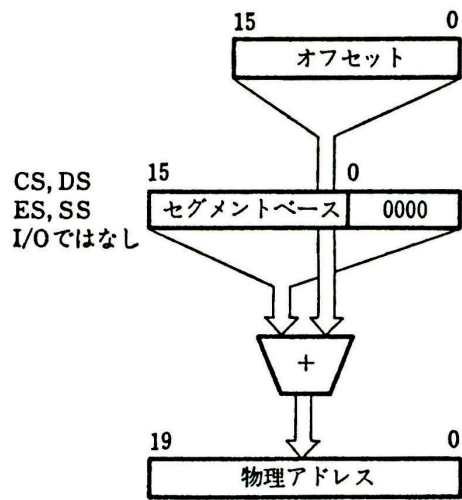 15 0
オフセット
15 0
CS, DS
ES, SS
I/Oではなし
セグメントベース 0000
+
19 0
物理アドレス